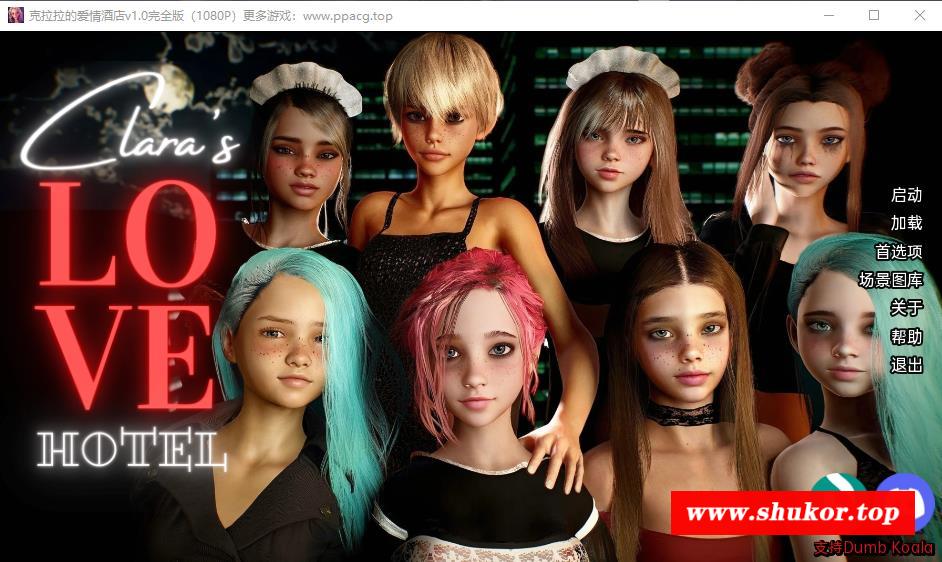 克拉拉的爱情酒店v1.0完全版（1080P）更多游戏：www.ppacg.top
Clara's
LOVE
HOTEL
启动
加载
首选项
场景图库
关于
帮助
退出
www.shukor.top
支持Dumb Koala